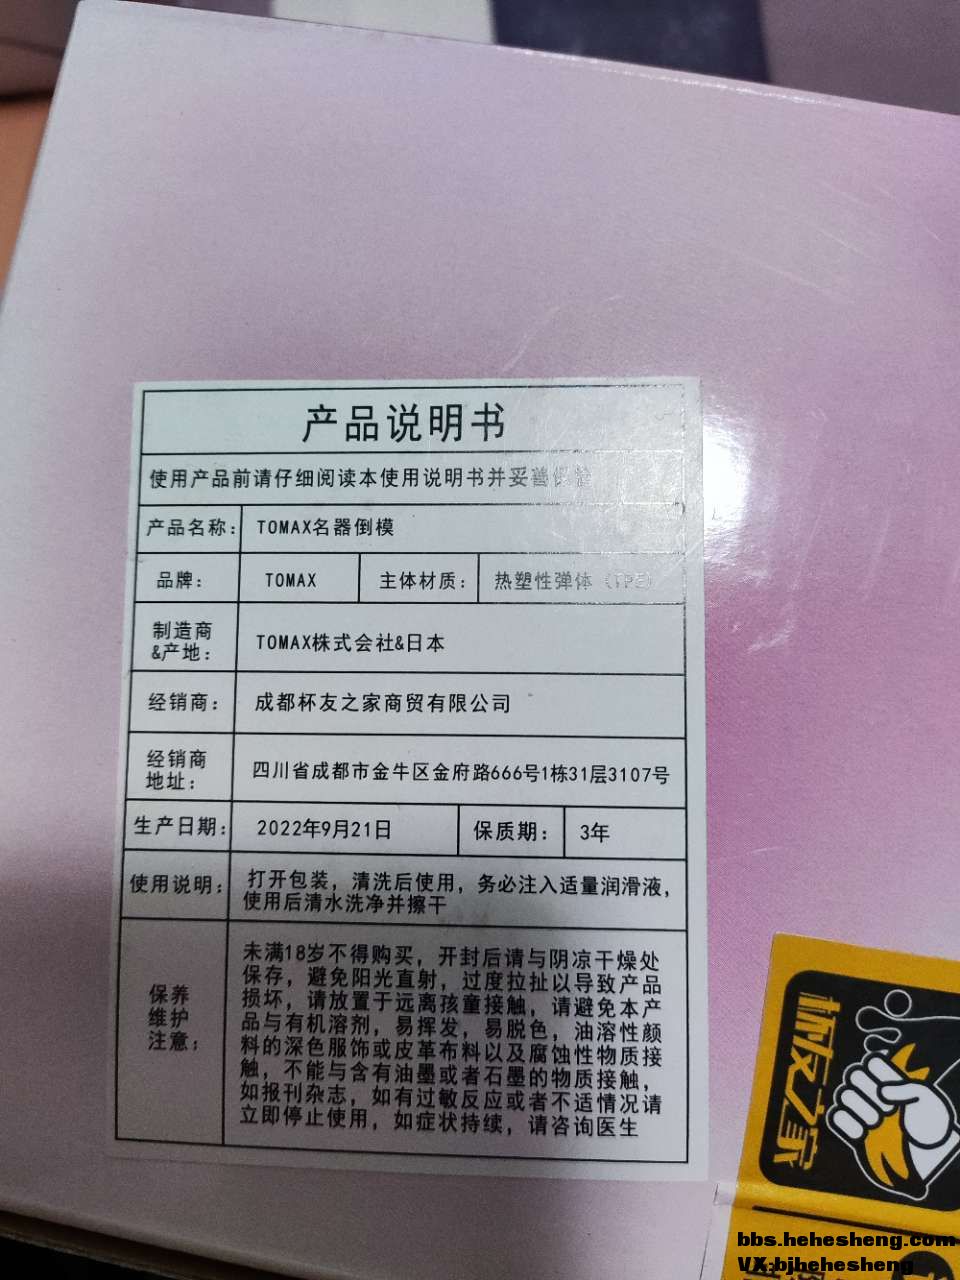 产品说明书
使用产品前请仔细阅读本使用说明书并妥善保管
产品名称: TOMAX名器倒模
品牌: TOMAX 主体材质: 热塑性弹体（TPE）
制造商
&产地: TOMAX株式会社&日本
经销商: 成都杯友之家商贸有限公司
经销商
地址: 四川省成都市金牛区金府路666号1栋31层3107号
生产日期: 2022年9月21日 保质期: 3年
使用说明: 打开包装，清洗后使用，务必注入适量润滑液，
使用后清水洗净并擦干
保养
维护
注意:
未满18岁不得购买，开封后请与阴凉干燥处
保存，避免阳光直射，过度拉扯以导致产品
损坏，请放置于远离孩童接触，请避免本产
品与有机溶剂，易挥发，易脱色，油溶性颜
料的深色服饰或皮革布料以及腐蚀性物质接
触，不能与含有油墨或者石墨的物质接触，
如报刊杂志，如有过敏反应或者不适情况请
立即停止使用，如症状持续，请咨询医生
杯友之家
bbs.hehesheng.com
VX:bjhehesheng